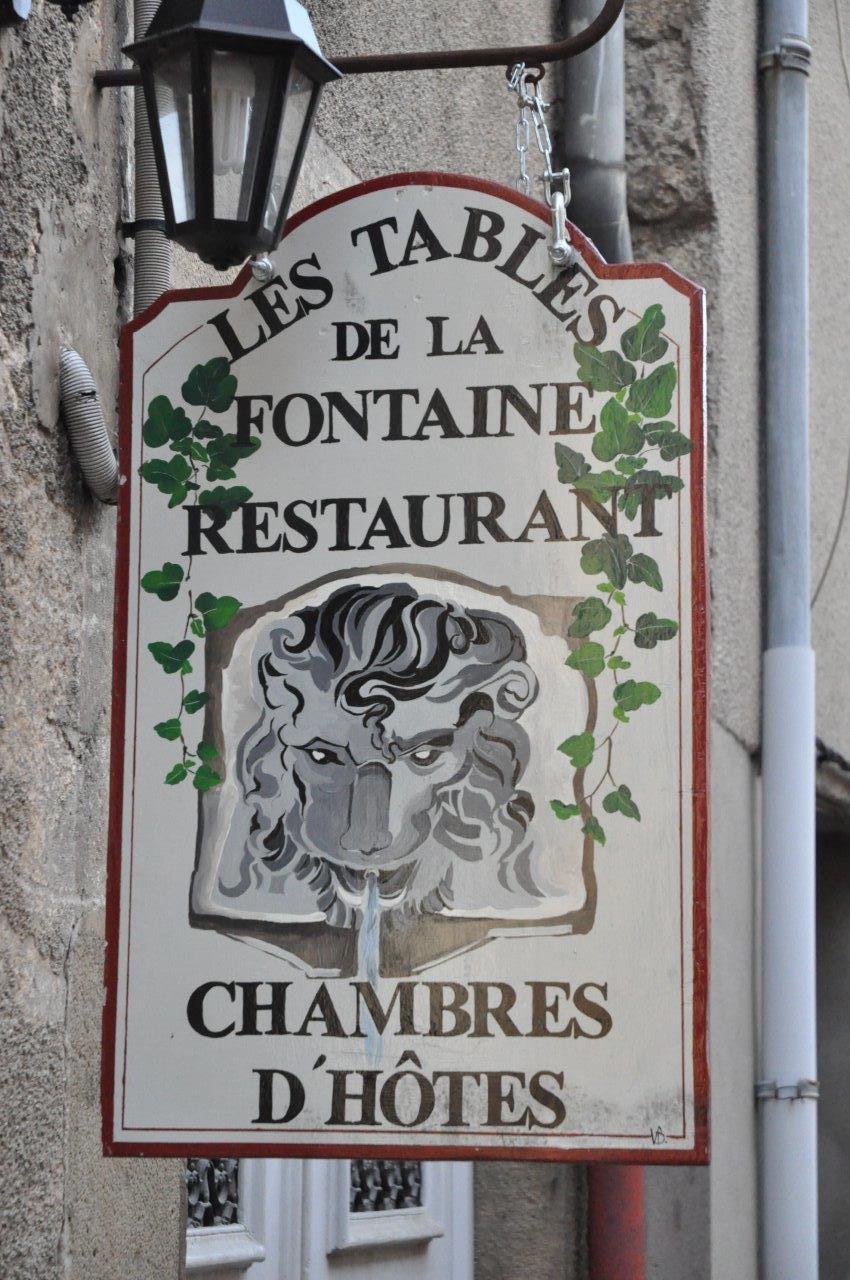 LES TABLES
DE LA
FONTAINE
RESTAURANT
CHAMBRES
D'HÔTES